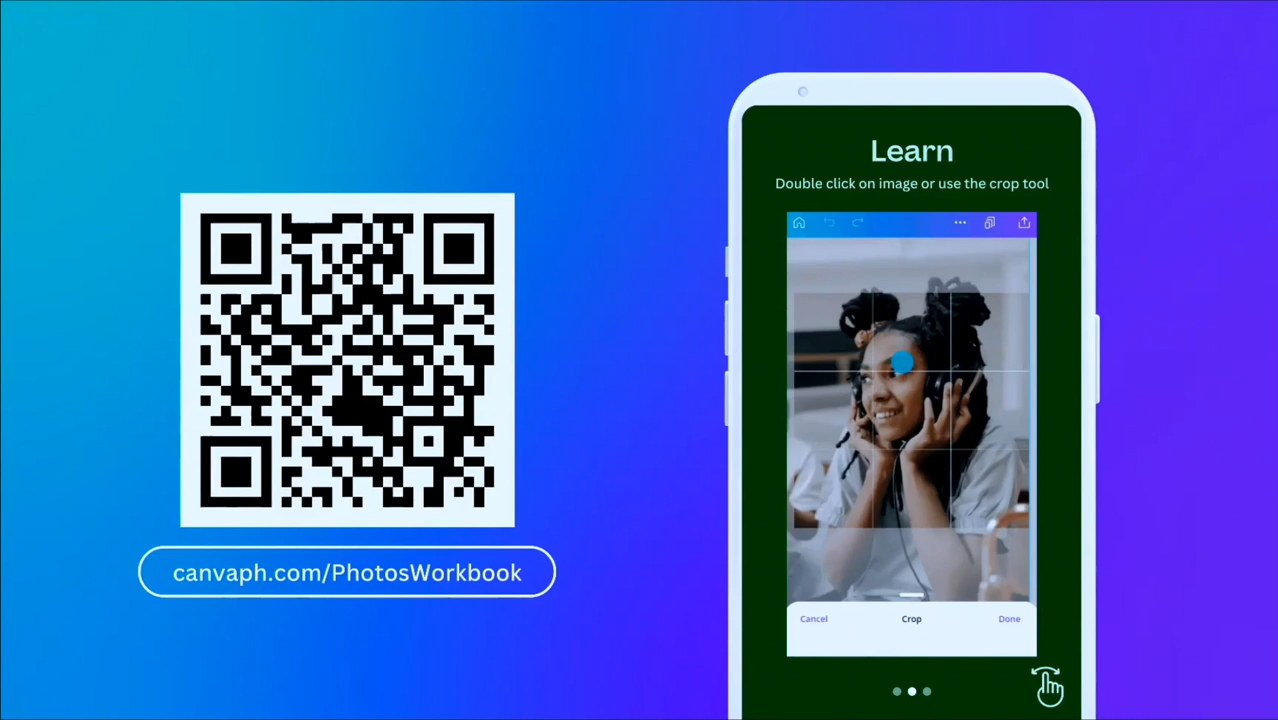 canvaph.com/PhotosWorkbook
Learn
Double click on image or use the crop tool
Cancel
Crop
Done